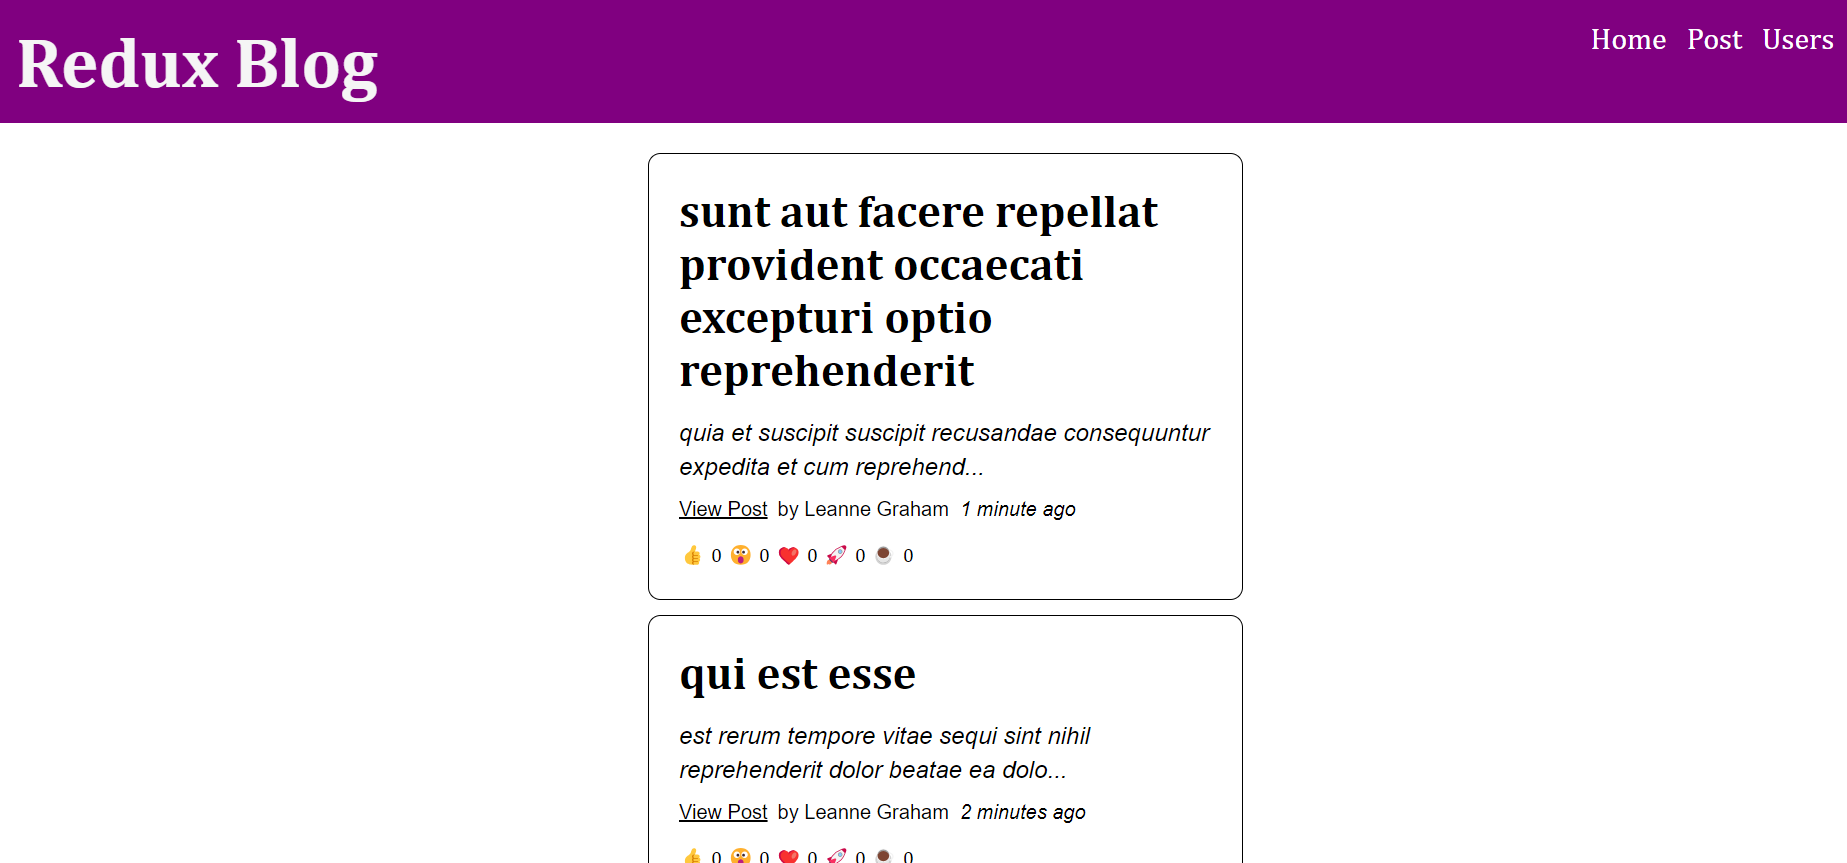 Redux Blog
Home Post Users
sunt aut facere repellat
provident occaecati
excepturi optio
reprehenderit
quia et suscipit suscipit recusandae consequuntur
expedita et cum reprehend...
View Post by Leanne Graham 1 minute ago
👍 0 😮 0 ❤️ 0 🚀 0 ☕ 0
qui est esse
est rerum tempore vitae sequi sint nihil
reprehenderit dolor beatae ea dolo...
View Post by Leanne Graham 2 minutes ago
👍 0 😮 0 ❤️ 0 🚀 0 ☕ 0